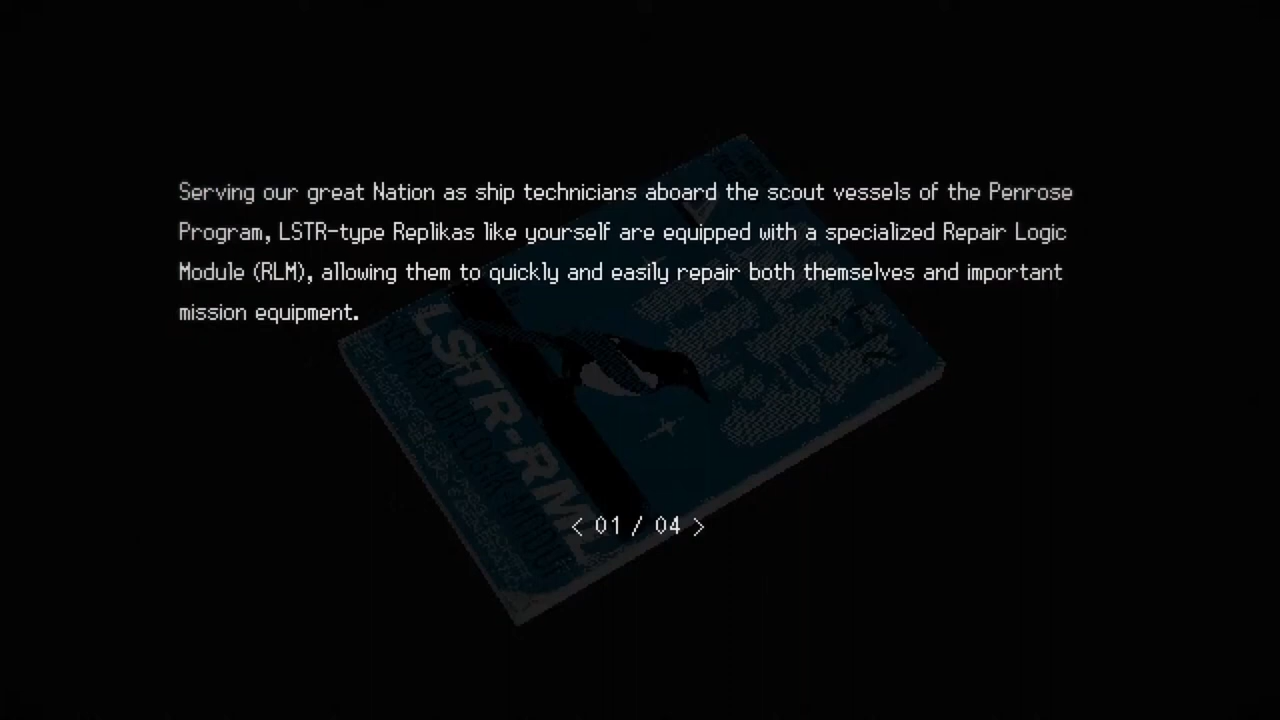 Serving our great Nation as ship technicians aboard the scout vessels of the Penrose
Program, LSTR-type Replikas like yourself are equipped with a specialized Repair Logic
Module (RLM), allowing them to quickly and easily repair both themselves and important
mission equipment.
LSTR-RML
< 01 / 04 >